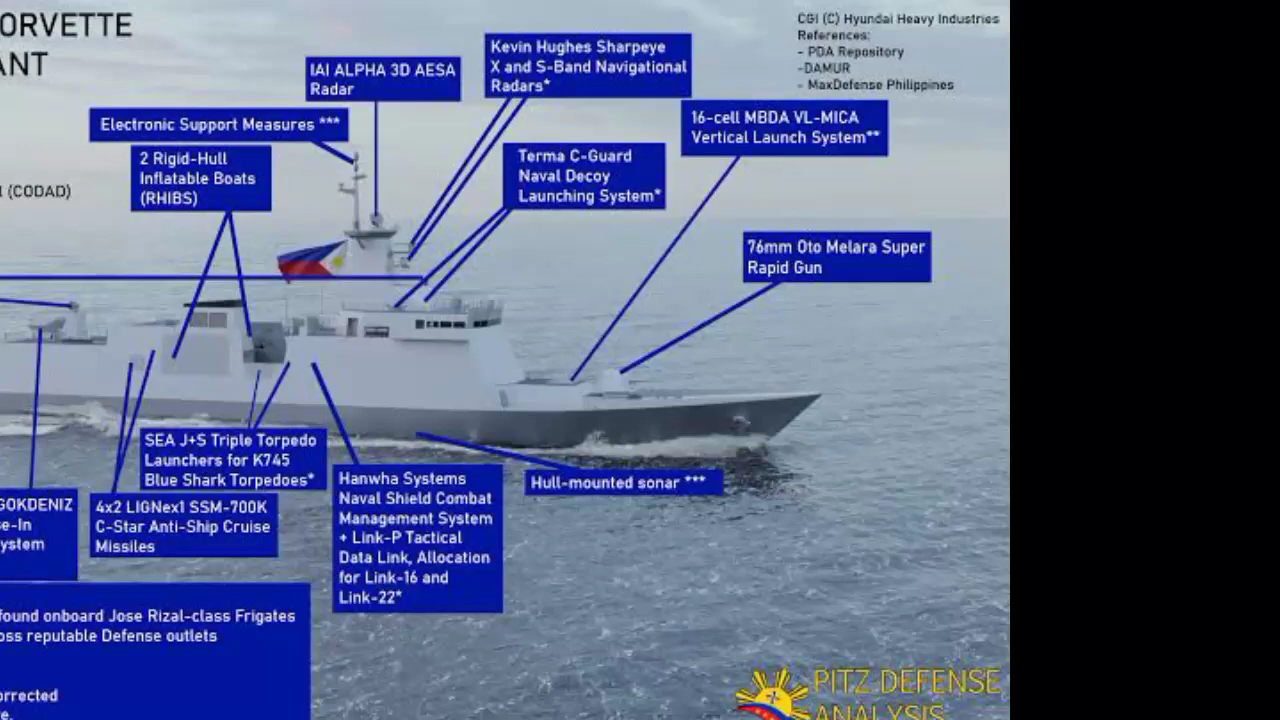 ORVETTE
ANT
l (CODAD)
CGI (C) Hyundai Heavy Industries
References:
- PDA Repository
-DAMUR
- MaxDefense Philippines
Kevin Hughes Sharpeye
X and S-Band Navigational
Radars*
IAI ALPHA 3D AESA
Radar
16-cell MBDA VL-MICA
Vertical Launch System**
Electronic Support Measures ***
2 Rigid-Hull
Inflatable Boats
(RHIBS)
Terma C-Guard
Naval Decoy
Launching System*
76mm Oto Melara Super
Rapid Gun
SEA J+S Triple Torpedo
Launchers for K745
Blue Shark Torpedoes*
Hanwha Systems
Naval Shield Combat
Management System
+ Link-P Tactical
Data Link, Allocation
for Link-16 and
Link-22*
Hull-mounted sonar ***
GOKDENIZ
se-In
ystem
4x2 LIGNex1 SSM-700K
C-Star Anti-Ship Cruise
Missiles
found onboard Jose Rizal-class Frigates
oss reputable Defense outlets
orrected
e.
PITZ DEFENSE
ANALYSIS